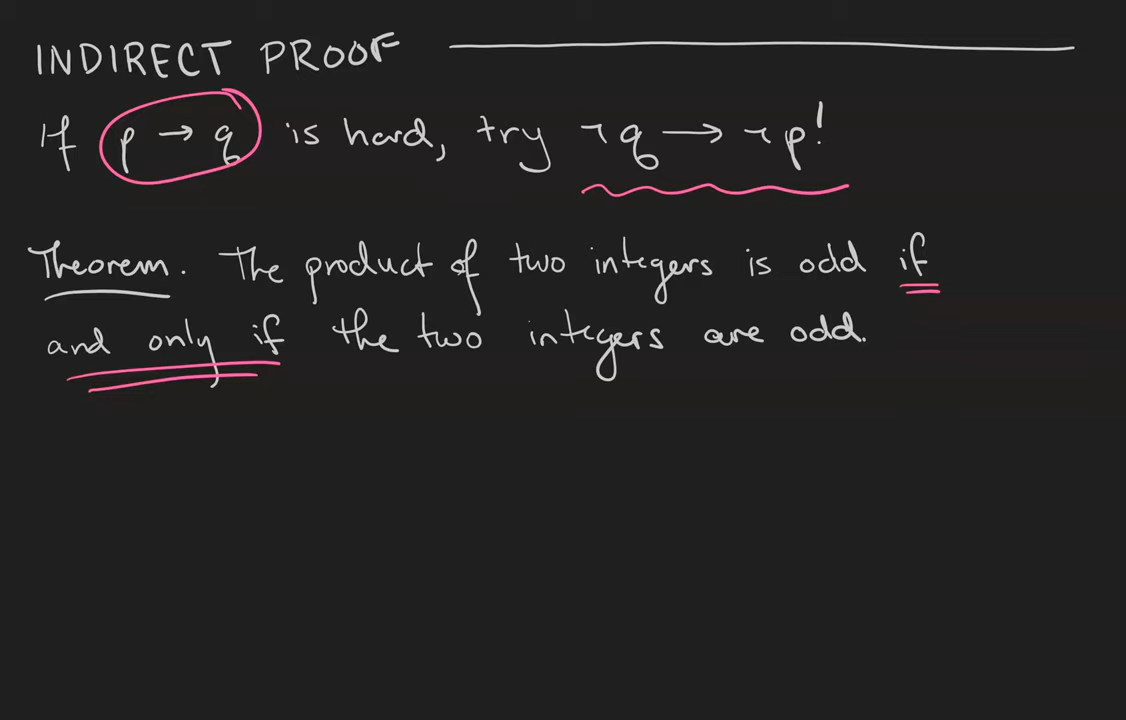 INDIRECT PROOF
If p → q is hard, try ¬q → ¬p!
Theorem. The product of two integers is odd if
and only if the two integers are odd.